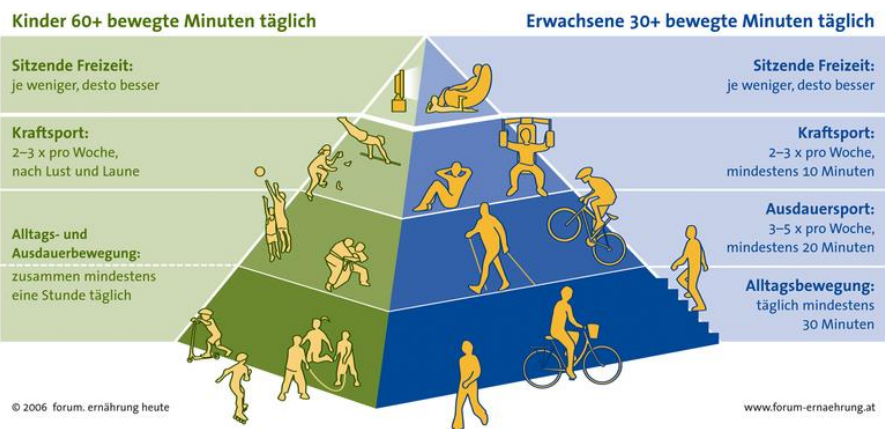 Kinder 60+ bewegte Minuten täglich
Erwachsene 30+ bewegte Minuten täglich
Sitzende Freizeit:
je weniger, desto besser
Kraftsport:
2–3 x pro Woche,
nach Lust und Laune
Alltags- und
Ausdauerbewegung:
zusammen mindestens
eine Stunde täglich
Sitzende Freizeit:
je weniger, desto besser
Kraftsport:
2–3 x pro Woche,
mindestens 10 Minuten
Ausdauersport:
3–5 x pro Woche,
mindestens 20 Minuten
Alltagsbewegung:
täglich mindestens
30 Minuten
© 2006 forum. ernährung heute
www.forum-ernaehrung.at